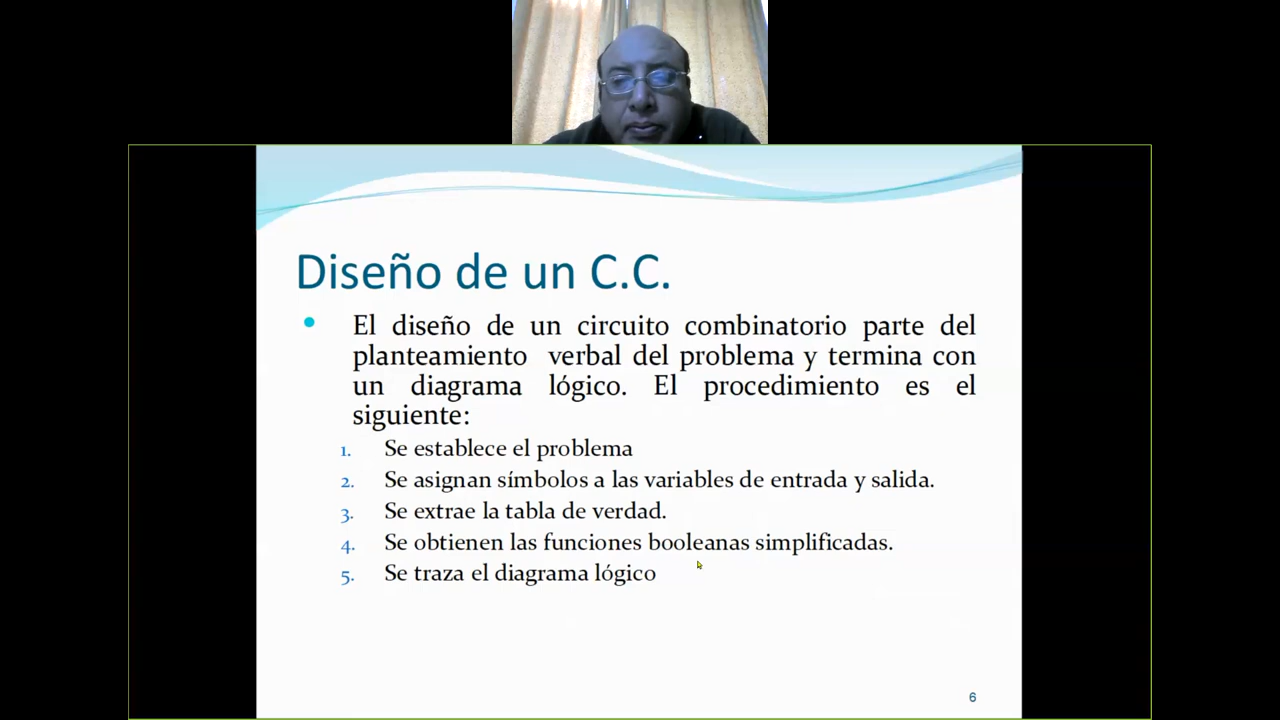 Diseño de un C.C.
El diseño de un circuito combinatorio parte del
planteamiento verbal del problema y termina con
un diagrama lógico. El procedimiento es el
siguiente:
1. Se establece el problema
2. Se asignan símbolos a las variables de entrada y salida.
3. Se extrae la tabla de verdad.
4. Se obtienen las funciones booleanas simplificadas.
5. Se traza el diagrama lógico
6